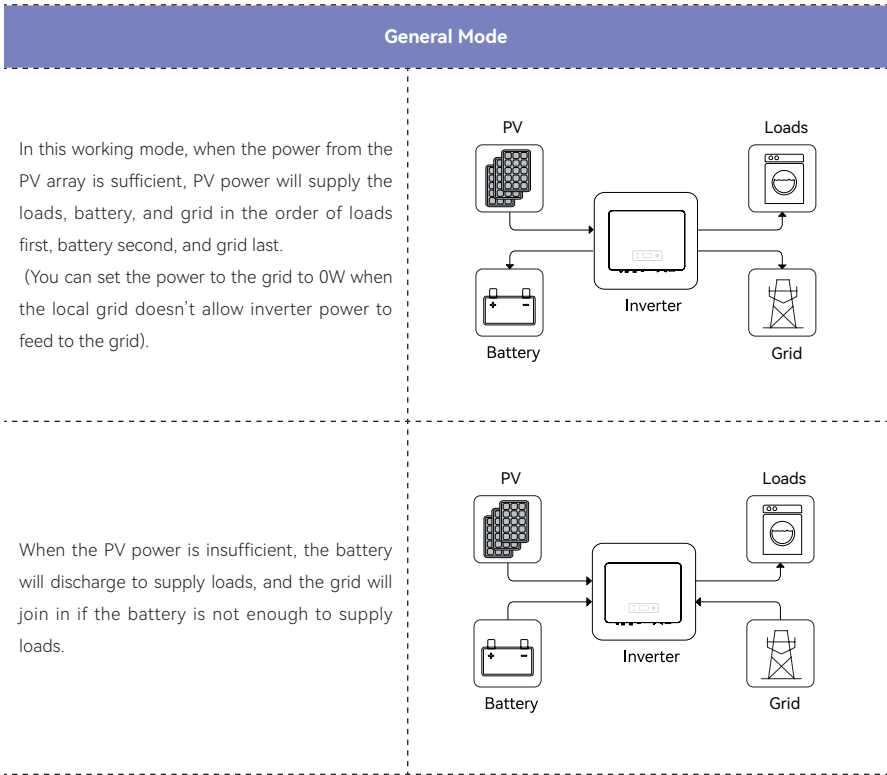 General Mode
In this working mode, when the power from the
PV array is sufficient, PV power will supply the
loads, battery, and grid in the order of loads
first, battery second, and grid last.
(You can set the power to the grid to 0W when
the local grid doesn't allow inverter power to
feed to the grid).
PV
Loads
Inverter
Battery
Grid
When the PV power is insufficient, the battery
will discharge to supply loads, and the grid will
join in if the battery is not enough to supply
loads.
PV
Loads
Inverter
Battery
Grid